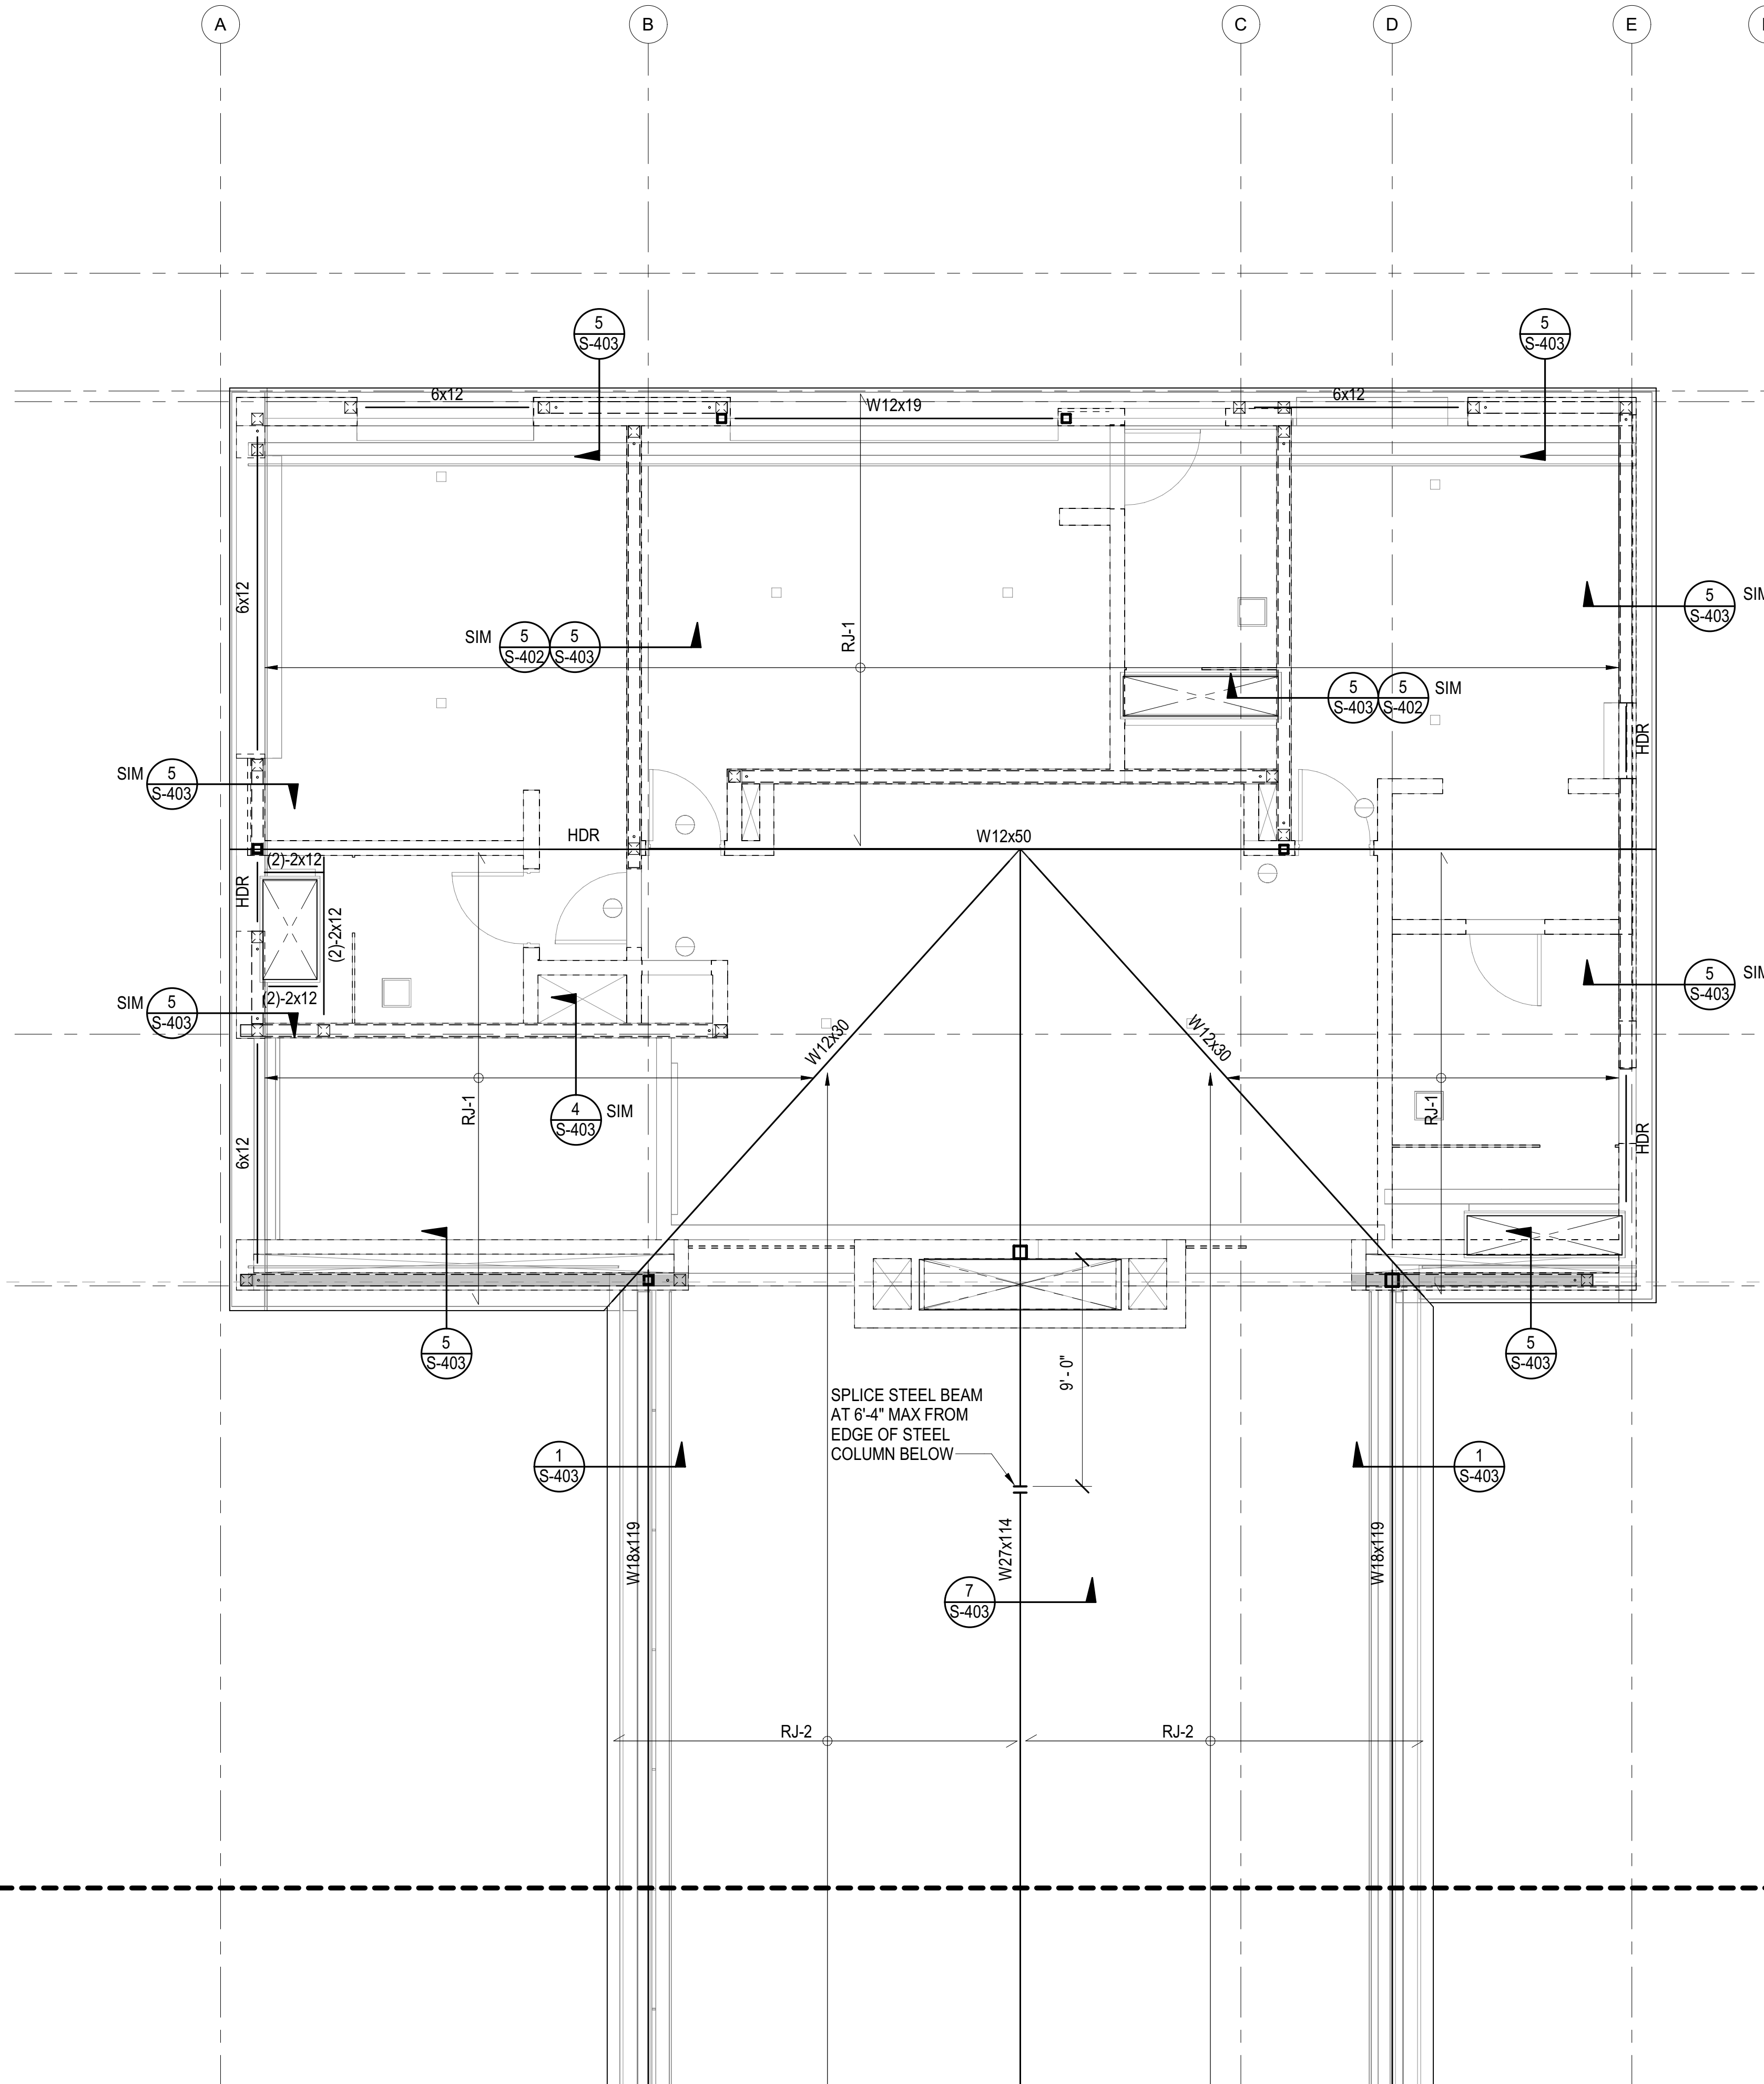 A
B
C
D
E
5
S-403
5
S-403
6x12
W12x19
6x12
6x12
RJ-1
SIM
5
S-402
5
S-403
5
S-403
5
S-403
5
S-402
SIM
HDR
SIM
5
S-403
HDR
W12x50
(2)-2x12
HDR
(2)-2x12
(2)-2x12
SIM
5
S-403
5
S-403
W12x30
W12x30
RJ-1
4
S-403
SIM
RJ-1
6x12
HDR
5
S-403
5
S-403
9' - 0"
SPLICE STEEL BEAM
AT 6'-4" MAX FROM
EDGE OF STEEL
COLUMN BELOW
1
S-403
1
S-403
W18x119
W27x114
W18x119
7
S-403
RJ-2
RJ-2